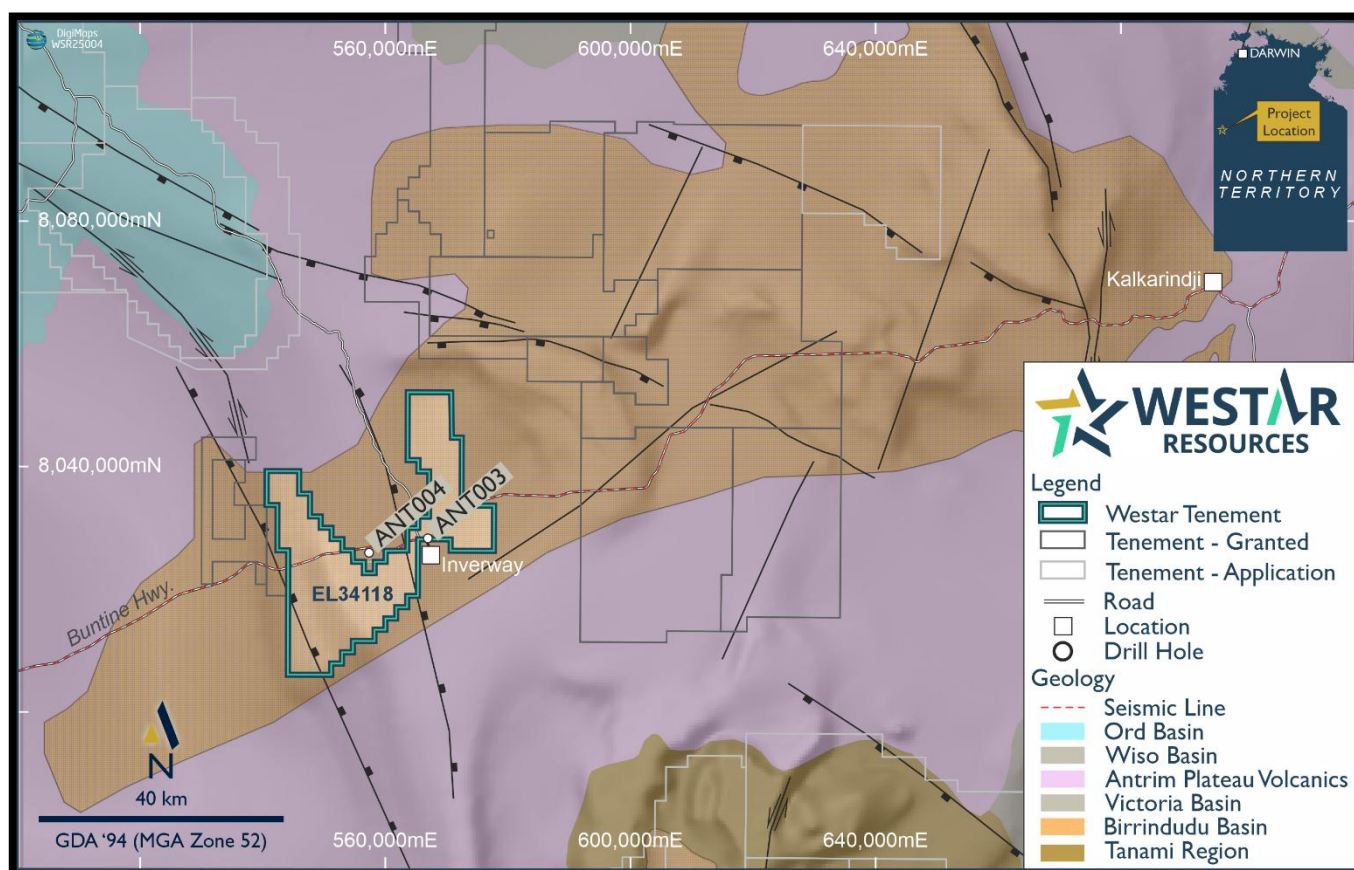 DigiMaps
WSR25004
560,000mE
600,000mE
640,000mE
DARWIN
Project
Location
NORTHERN
TERRITORY
8,080,000mN
Kalkarindji
8,040,000mN
ANT004
ANT003
Inverway
EL34118
Buntine Hwy.
N
40 km
GDA '94 (MGA Zone 52)
560,000mE
600,000mE
640,000mE
WESTAR
RESOURCES
Legend
Westar Tenement
Tenement - Granted
Tenement - Application
Road
Location
Drill Hole
Geology
Seismic Line
Ord Basin
Wiso Basin
Antrim Plateau Volcanics
Victoria Basin
Birrindudu Basin
Tanami Region